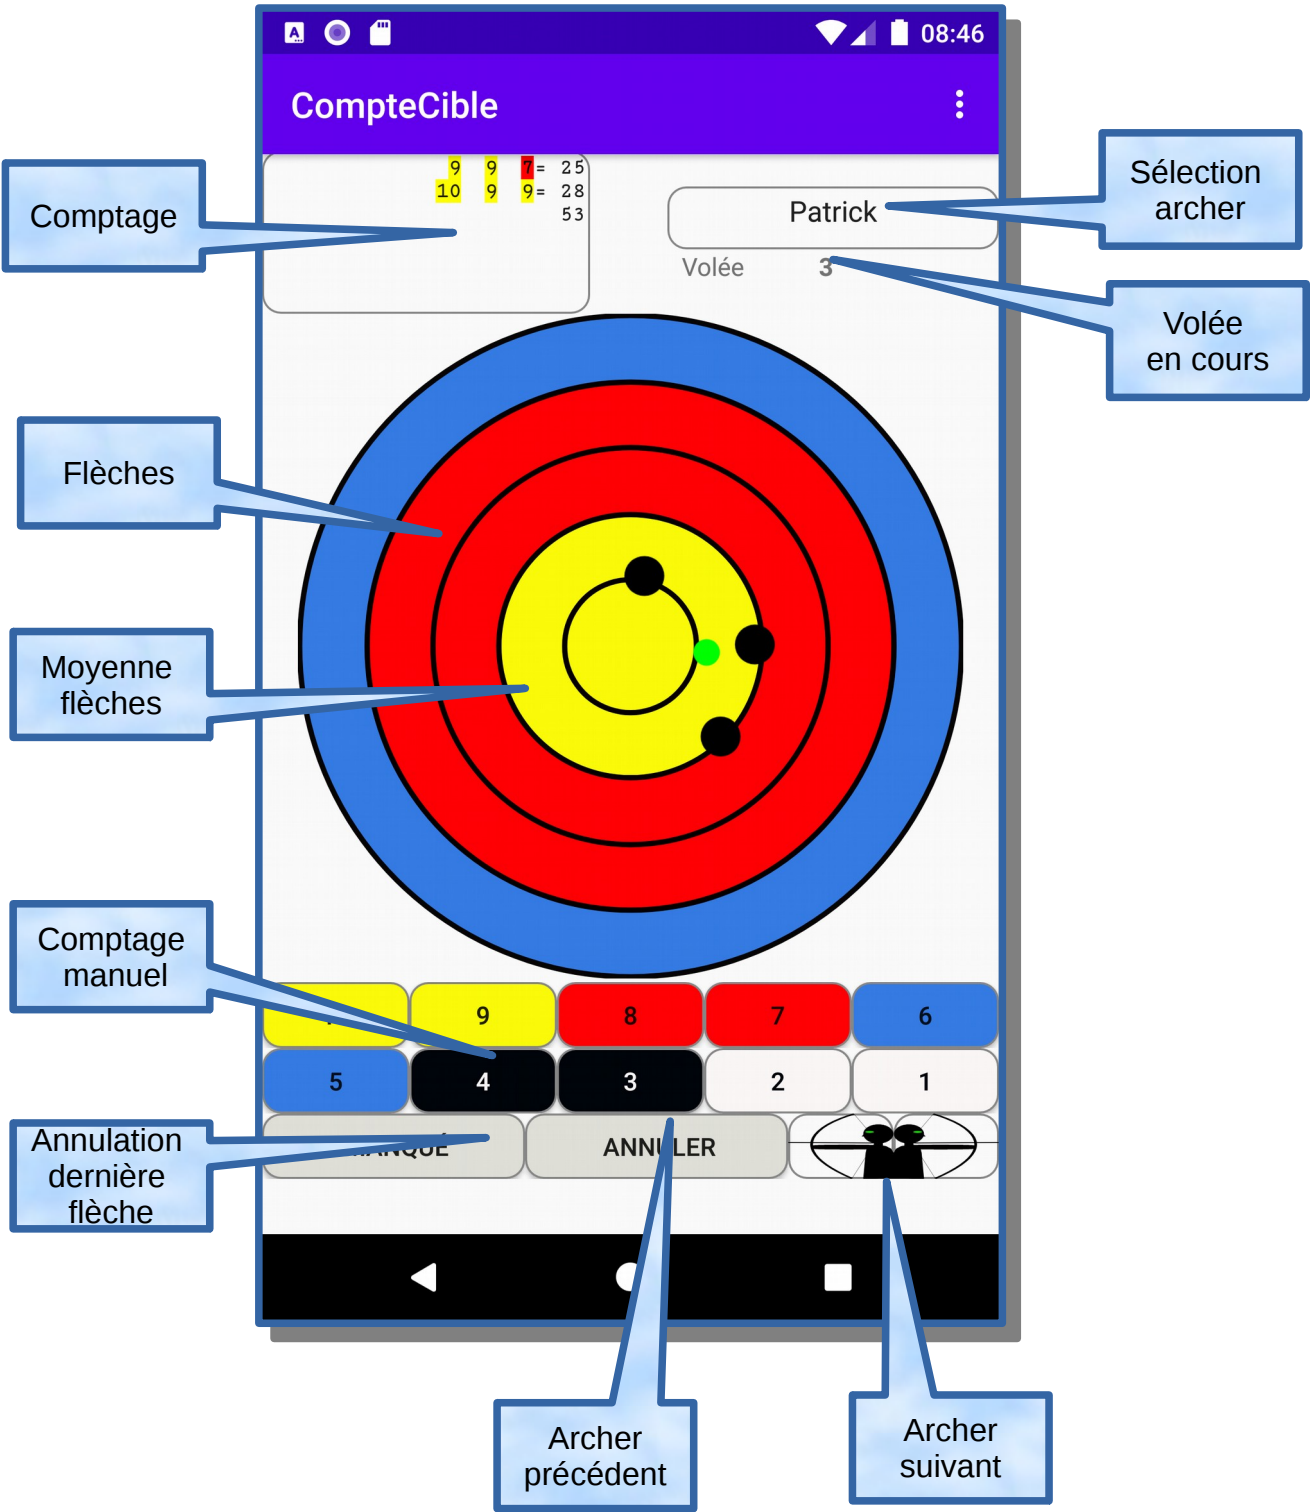 08:46
CompteCible
9 9 7= 25
10 9 9= 28
53
Patrick
Volée 3
Comptage
Sélection
archer
Volée
en cours
Flèches
Moyenne
flèches
Comptage
manuel
9 8 7 6
5 4 3 2 1
ANNULER
Annulation
dernière
flèche
Archer
précédent
Archer
suivant